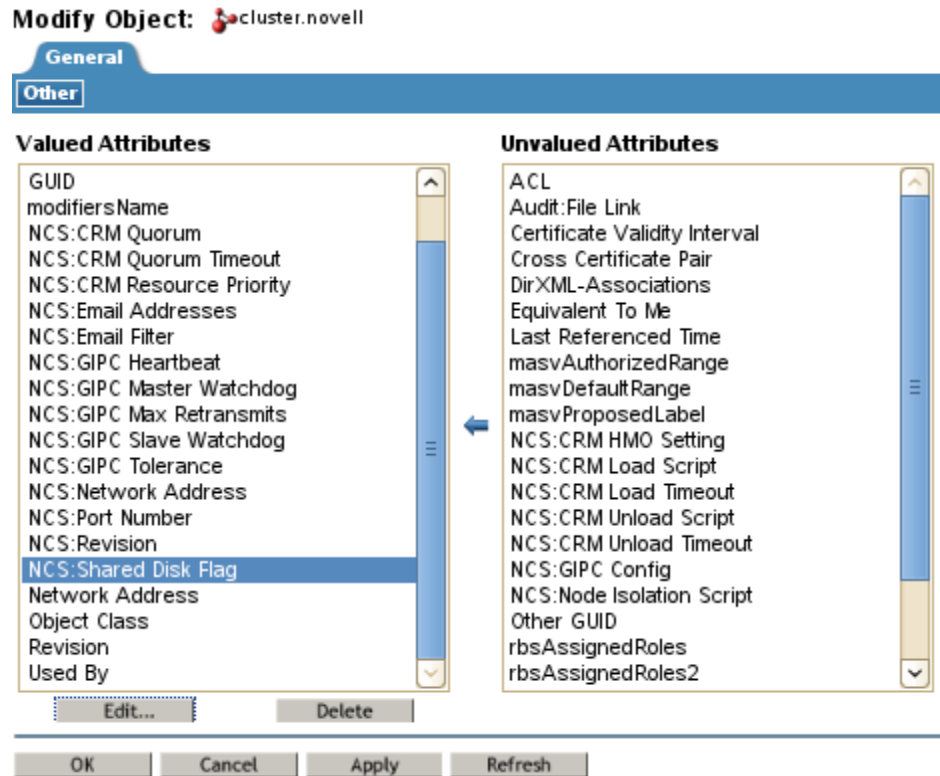 Modify Object: cluster.novell
General
Other
Valued Attributes
GUID
modifiersName
NCS:CRM Quorum
NCS:CRM Quorum Timeout
NCS:CRM Resource Priority
NCS:Email Addresses
NCS:Email Filter
NCS:GIPC Heartbeat
NCS:GIPC Master Watchdog
NCS:GIPC Max Retransmits
NCS:GIPC Slave Watchdog
NCS:GIPC Tolerance
NCS:Network Address
NCS:Port Number
NCS:Revision
NCS:Shared Disk Flag
Network Address
Object Class
Revision
Used By
Unvalued Attributes
ACL
Audit:File Link
Certificate Validity Interval
Cross Certificate Pair
DirXML-Associations
Equivalent To Me
Last Referenced Time
masvAuthorizedRange
masvDefaultRange
masvProposedLabel
NCS:CRM HMO Setting
NCS:CRM Load Script
NCS:CRM Load Timeout
NCS:CRM Unload Script
NCS:CRM Unload Timeout
NCS:GIPC Config
NCS:Node Isolation Script
Other GUID
rbsAssignedRoles
rbsAssignedRoles2
Edit... Delete
OK Cancel Apply Refresh